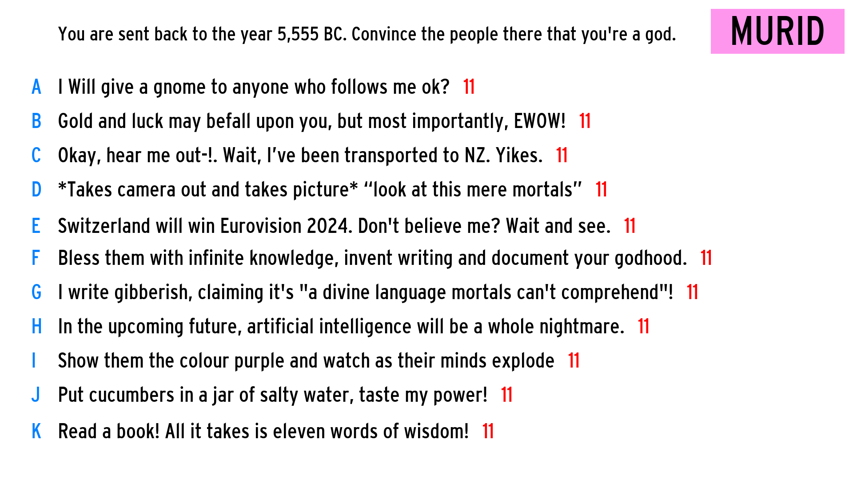 You are sent back to the year 5,555 BC. Convince the people there that you're a god.
MURID
A I Will give a gnome to anyone who follows me ok? 11
B Gold and luck may befall upon you, but most importantly, EWOW! 11
C Okay, hear me out-!. Wait, I’ve been transported to NZ. Yikes. 11
D *Takes camera out and takes picture* “look at this mere mortals” 11
E Switzerland will win Eurovision 2024. Don't believe me? Wait and see. 11
F Bless them with infinite knowledge, invent writing and document your godhood. 11
G I write gibberish, claiming it's "a divine language mortals can't comprehend"! 11
H In the upcoming future, artificial intelligence will be a whole nightmare. 11
I Show them the colour purple and watch as their minds explode 11
J Put cucumbers in a jar of salty water, taste my power! 11
K Read a book! All it takes is eleven words of wisdom! 11